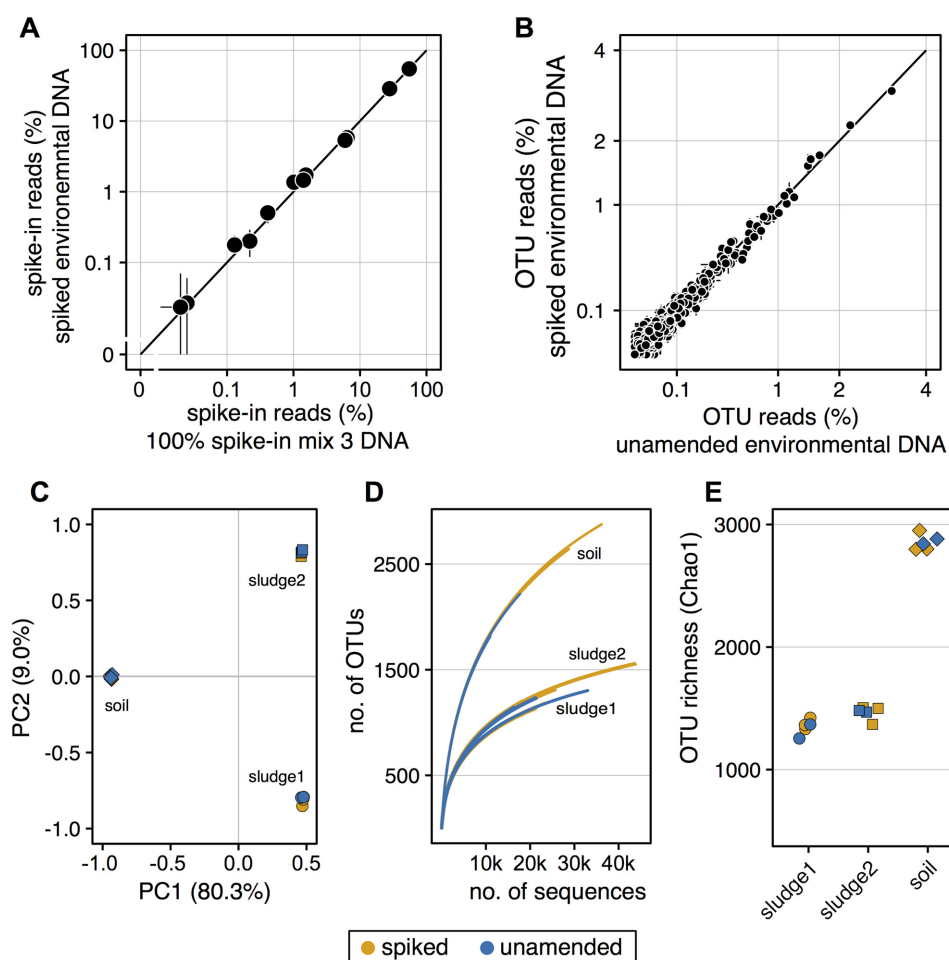 A
spike-in reads (%)
spiked environemntal DNA
100
10
1
0.1
0
0
0.1
1
10
100
spike-in reads (%)
100% spike-in mix 3 DNA
B
OTU reads (%)
spiked environmental DNA
4
2
1
0.1
0.1
1
2
4
OTU reads (%)
unamended environmental DNA
C
PC2 (9.0%)
1.0
0.5
0.0
-0.5
-1.0
sludge2
soil
sludge1
-1.0
-0.5
0.0
0.5
PC1 (80.3%)
D
no. of OTUs
2500
1500
500
soil
sludge2
sludge1
10k
20k
30k
40k
no. of sequences
E
OTU richness (Chao1)
3000
2000
1000
sludge1
sludge2
soil
spiked
unamended